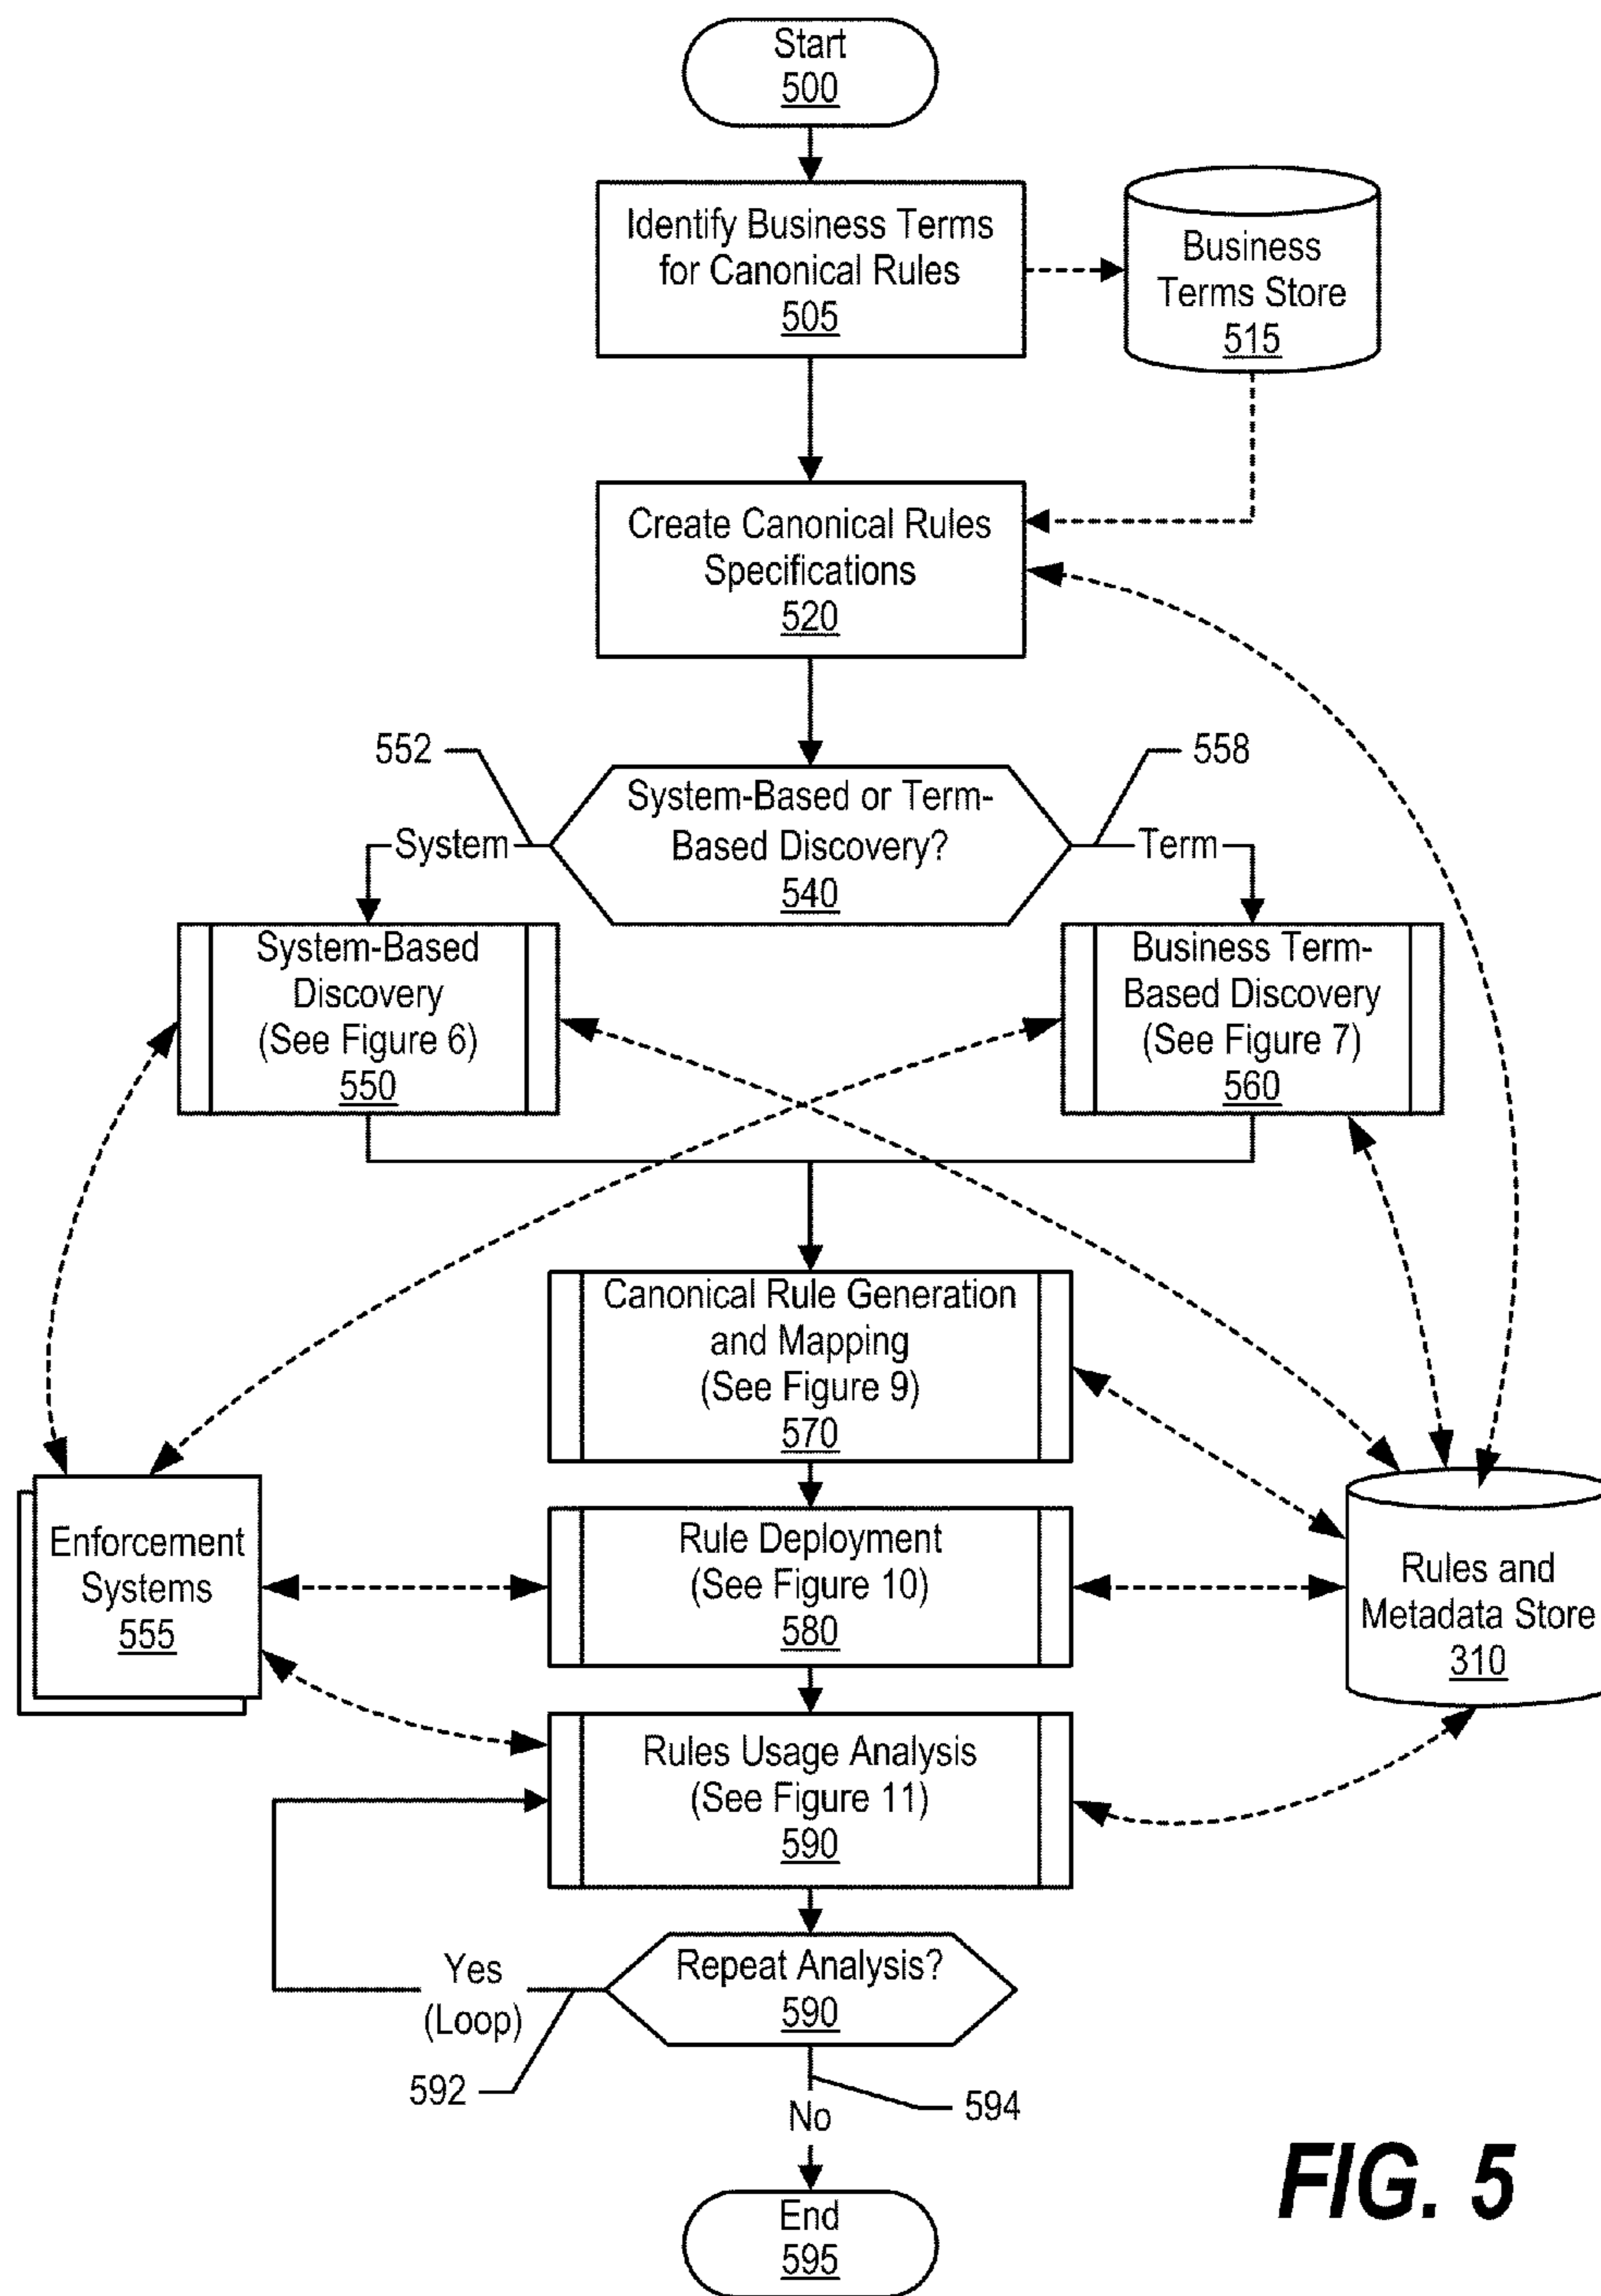 Start
500
Identify Business Terms
for Canonical Rules
505
Business
Terms Store
515
Create Canonical Rules
Specifications
520
552
558
System-Based or Term-
Based Discovery?
540
System
Term
System-Based
Discovery
(See Figure 6)
550
Business Term-
Based Discovery
(See Figure 7)
560
Canonical Rule Generation
and Mapping
(See Figure 9)
570
Enforcement
Systems
555
Rule Deployment
(See Figure 10)
580
Rules and
Metadata Store
310
Rules Usage Analysis
(See Figure 11)
590
Repeat Analysis?
590
Yes
(Loop)
592
594
No
End
595
FIG. 5